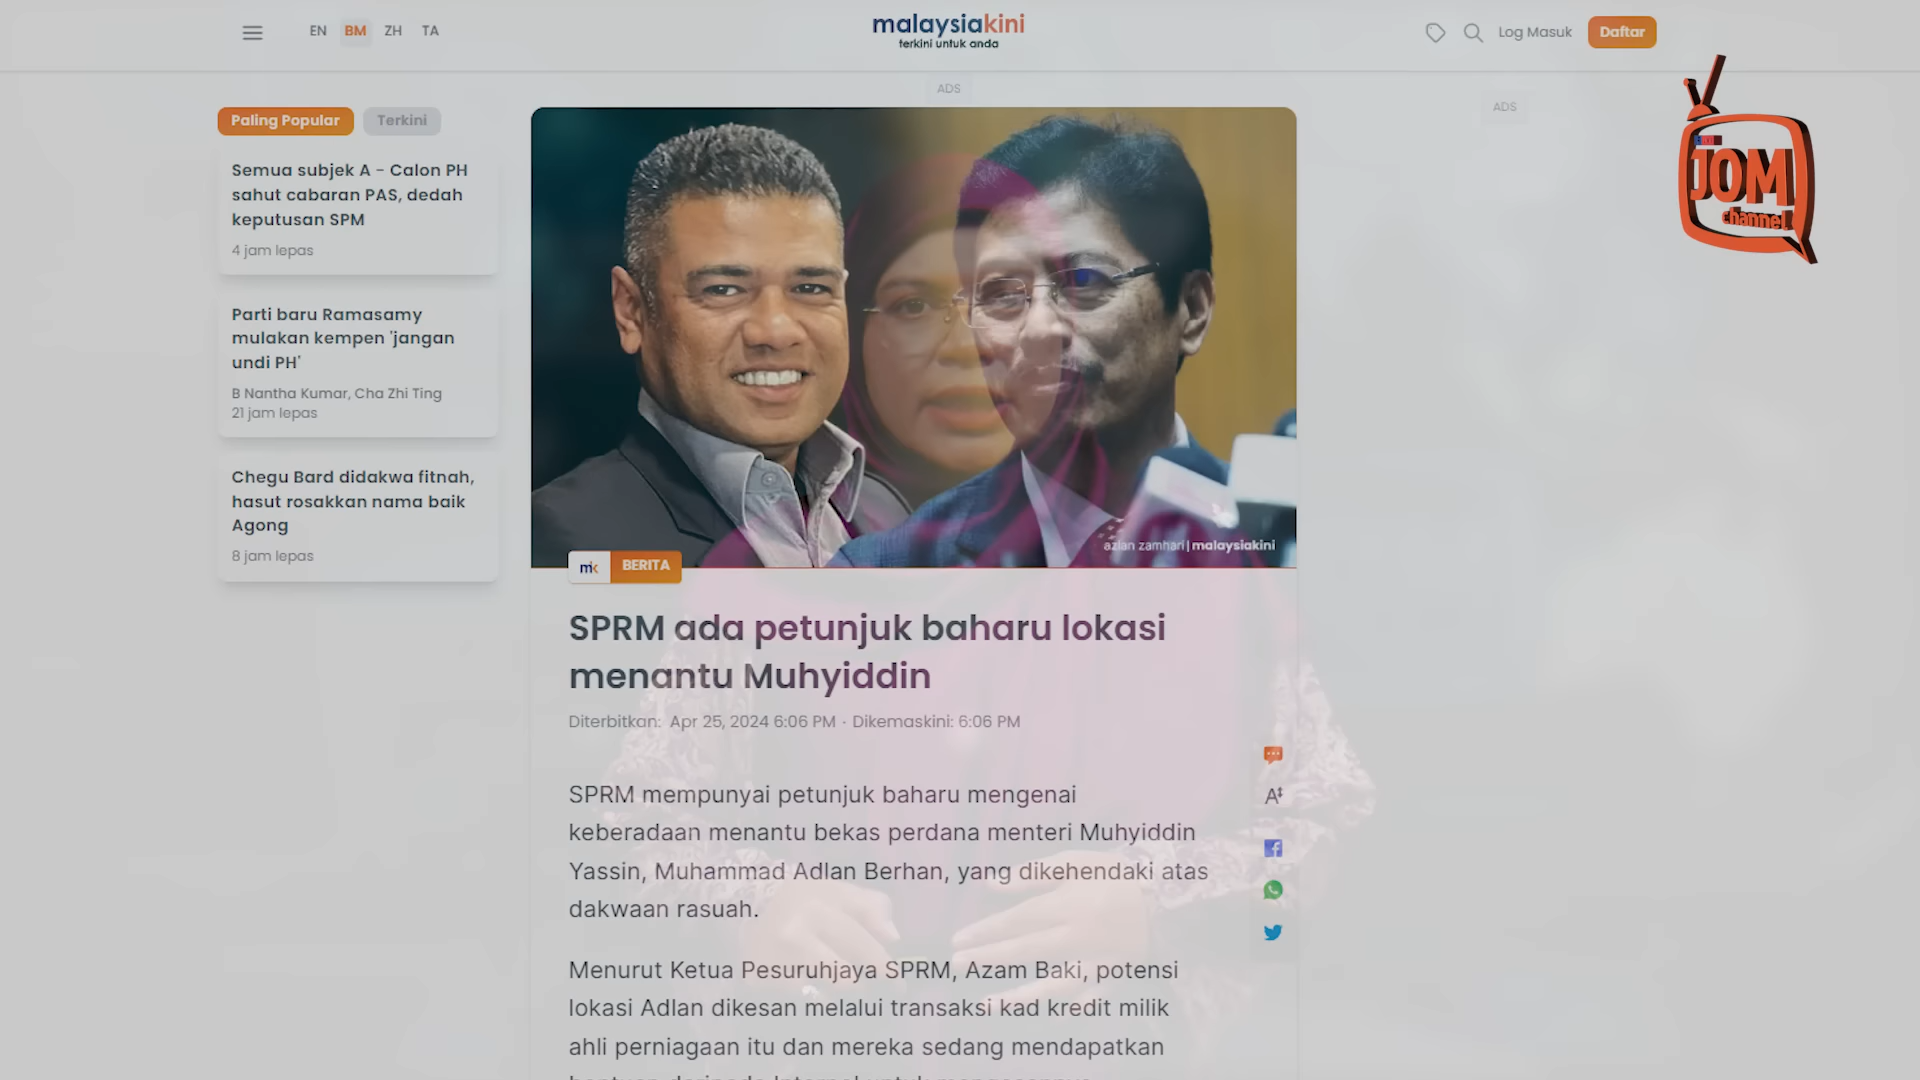 EN BM ZH TA
malaysiakini
terkini untuk anda
Log Masuk
Daftar
ADS
ADS
JOM
channel
Paling Popular
Terkini
Semua subjek A - Calon PH
sahut cabaran PAS, dedah
keputusan SPM
4 jam lepas
Parti baru Ramasamy
mulakan kempen 'jangan
undi PH'
B Nantha Kumar, Cha Zhi Ting
21 jam lepas
Chegu Bard didakwa fitnah,
hasut rosakkan nama baik
Agong
8 jam lepas
azlan zamhari | malaysiakini
mk BERITA
SPRM ada petunjuk baharu lokasi
menantu Muhyiddin
Diterbitkan: Apr 25, 2024 6:06 PM · Dikemaskini: 6:06 PM
SPRM mempunyai petunjuk baharu mengenai
keberadaan menantu bekas perdana menteri Muhyiddin
Yassin, Muhammad Adlan Berhan, yang dikehendaki atas
dakwaan rasuah.
Menurut Ketua Pesuruhjaya SPRM, Azam Baki, potensi
lokasi Adlan dikesan melalui transaksi kad kredit milik
ahli perniagaan itu dan mereka sedang mendapatkan